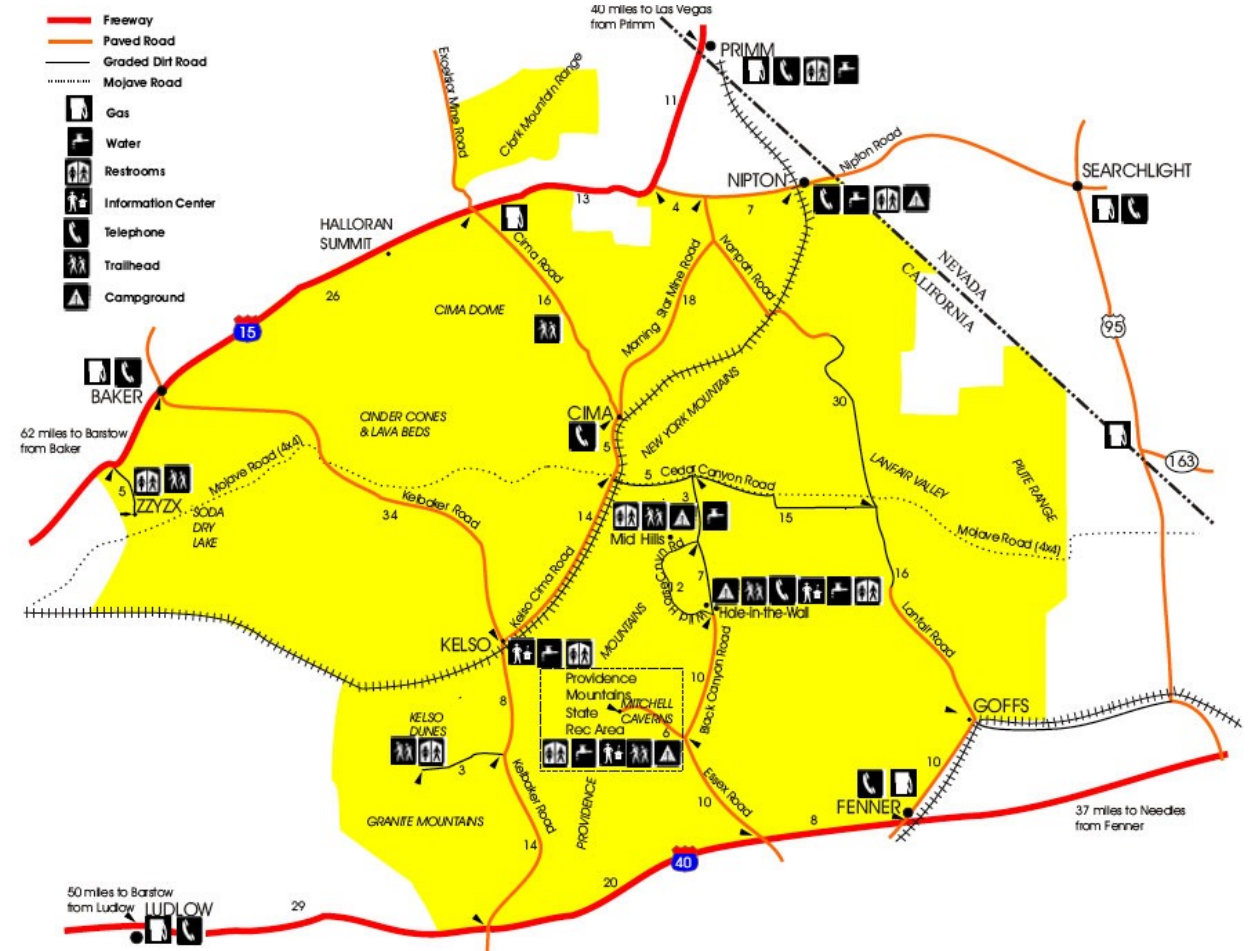 Freeway
Paved Road
Graded Dirt Road
Mojave Road
Gas
Water
Restrooms
Information Center
Telephone
Trailhead
Campground
40 miles to Las Vegas
from Primm
PRIMM
Excelsior Mine Road
Clark Mountain Range
11
Nipton Road
NIPTON
SEARCHLIGHT
13
4
7
HALLORAN
SUMMIT
Cima Road
Ivanpah Road
Morning Star Mine Road
NEVADA
CALIFORNIA
26
15
CIMA DOME
16
18
95
BAKER
CINDER CONES
& LAVA BEDS
CIMA
NEW YORK MOUNTAINS
30
62 miles to Barstow
from Baker
5
163
Mojave Road (4x4)
5
Cedar Canyon Road
LANFAIR VALLEY
PIUTE RANGE
5
ZZYZX
SODA
DRY
LAKE
34
Kelbaker Road
14
3
15
Mojave Road (4x4)
Mid Hills
Kelso Cima Road
Wild Horse Cnyn Rd
12
7
16
Hole-in-the-Wall
Lanfair Road
KELSO
MOUNTAINS
Black Canyon Road
10
8
Providence
Mountains
State
Rec Area
MITCHELL
CAVERNS
6
GOFFS
KELSO
DUNES
3
Kelbaker Road
Essex Road
10
10
FENNER
PROVIDENCE
GRANITE MOUNTAINS
14
8
37 miles to Needles
from Fenner
40
20
50 miles to Barstow
from Ludlow
LUDLOW
29